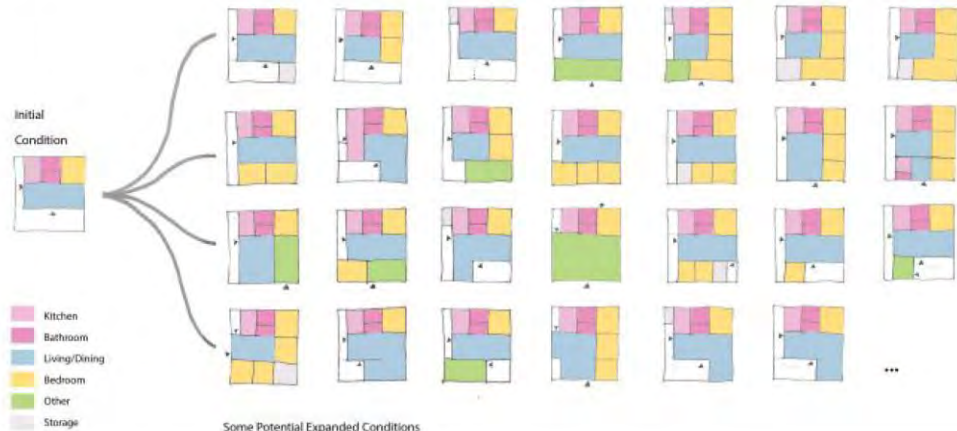 Initial
Condition
Kitchen
Bathroom
Living/Dining
Bedroom
Other
Storage
...
Some Potential Expanded Conditions